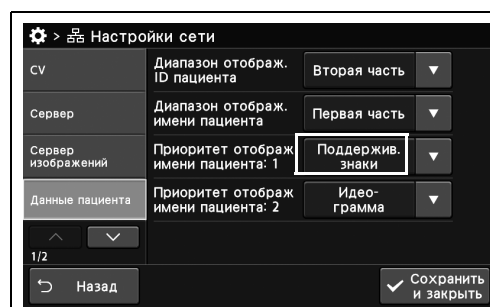 > Настройки сети
CV
Сервер
Сервер
изображений
Данные пациента
1/2
Диапазон отображ.
ID пациента
Вторая часть
Диапазон отображ.
имени пациента
Первая часть
Приоритет отображ
имени пациента: 1
Поддержив.
знаки
Приоритет отображ
имени пациента: 2
Идео-
грамма
Назад
Сохранить
и закрыть